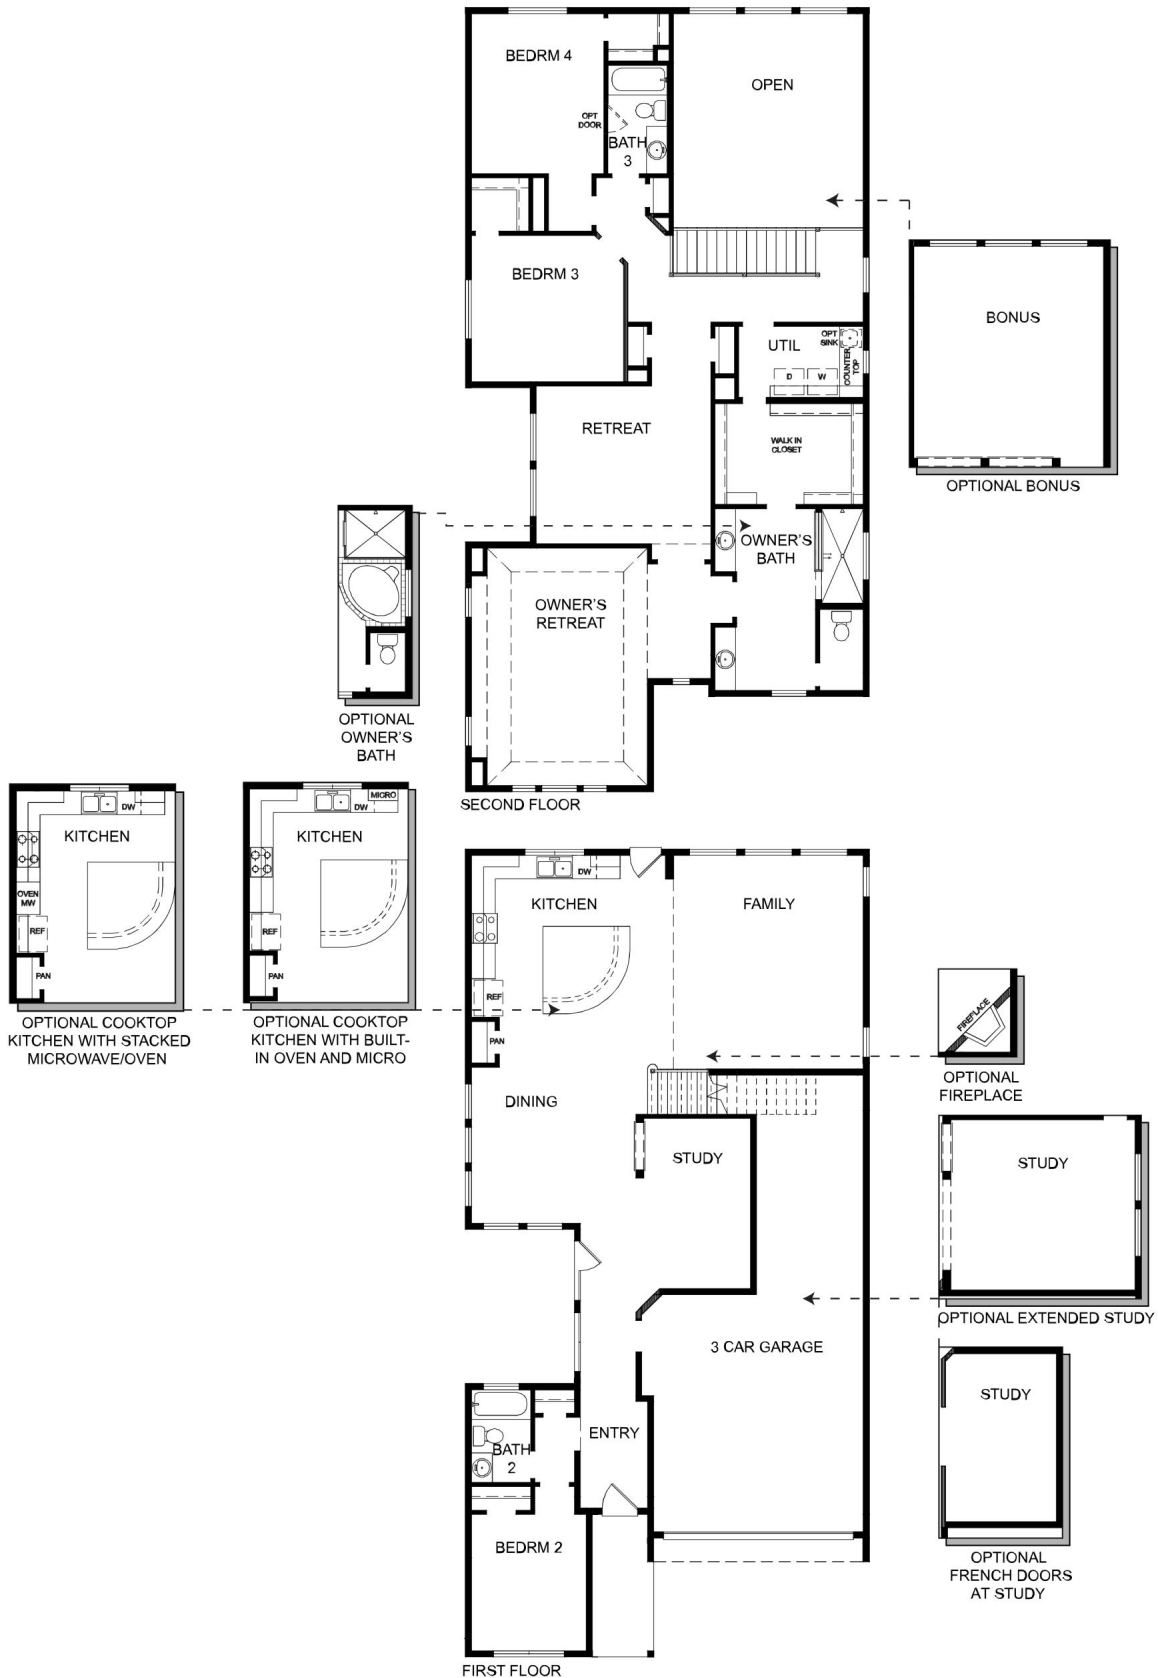 BEDRM 4
OPEN
OPT
DOOR
BATH
3
BEDRM 3
BONUS
OPT
SINK
UTIL
COUNTER
TOP
D
W
RETREAT
WALK IN
CLOSET
OPTIONAL BONUS
OWNER'S
BATH
OWNER'S
RETREAT
OPTIONAL
OWNER'S
BATH
SECOND FLOOR
DW
KITCHEN
OVEN
MW
REF
PAN
OPTIONAL COOKTOP
KITCHEN WITH STACKED
MICROWAVE/OVEN
MICRO
DW
KITCHEN
REF
PAN
OPTIONAL COOKTOP
KITCHEN WITH BUILT-
IN OVEN AND MICRO
DW
KITCHEN
FAMILY
REF
PAN
FIREPLACE
OPTIONAL
FIREPLACE
DINING
STUDY
STUDY
OPTIONAL EXTENDED STUDY
3 CAR GARAGE
STUDY
ENTRY
BATH
2
BEDRM 2
OPTIONAL
FRENCH DOORS
AT STUDY
FIRST FLOOR